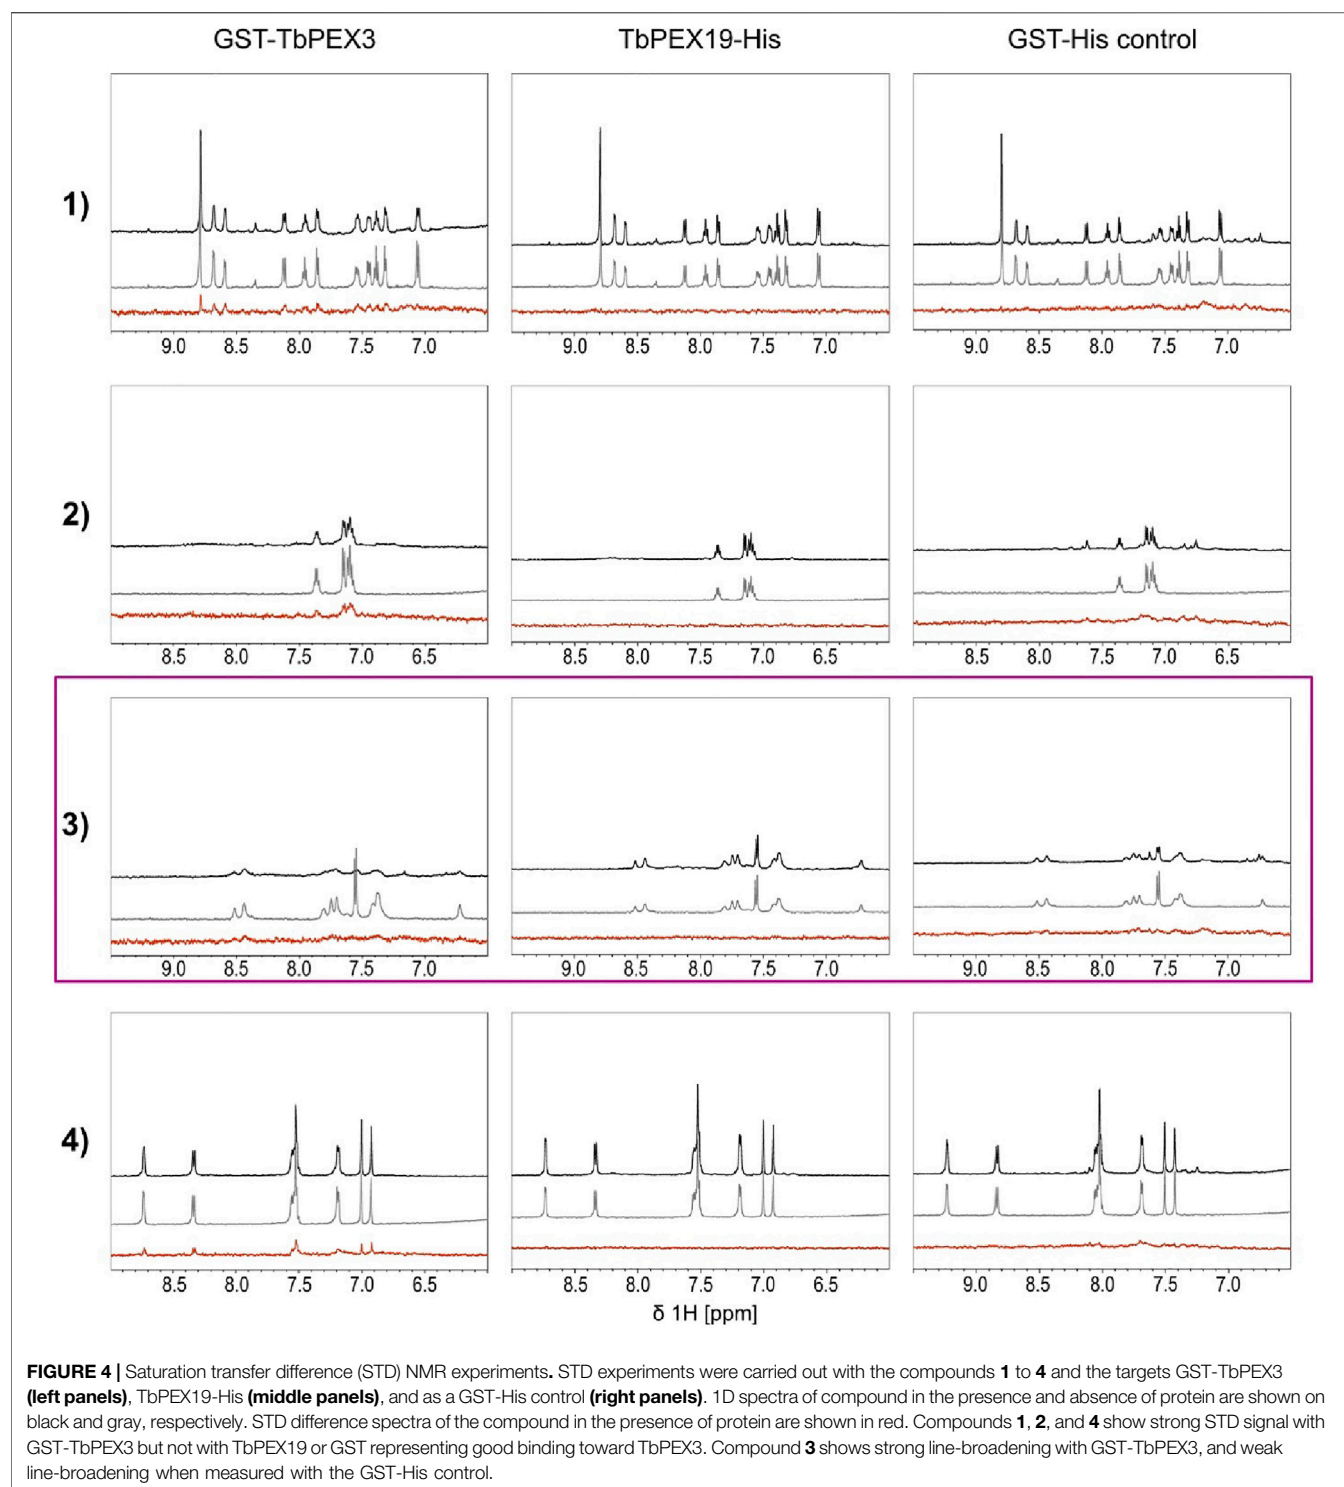 GST-TbPEX3 TbPEX19-His GST-His control
1)
9.0 8.5 8.0 7.5 7.0 9.0 8.5 8.0 7.5 7.0 9.0 8.5 8.0 7.5 7.0
2)
8.5 8.0 7.5 7.0 6.5 8.5 8.0 7.5 7.0 6.5 8.5 8.0 7.5 7.0 6.5
3)
9.0 8.5 8.0 7.5 7.0 9.0 8.5 8.0 7.5 7.0 9.0 8.5 8.0 7.5 7.0
4)
8.5 8.0 7.5 7.0 6.5 8.5 8.0 7.5 7.0 6.5 9.0 8.5 8.0 7.5 7.0
δ 1H [ppm]
FIGURE 4 | Saturation transfer difference (STD) NMR experiments. STD experiments were carried out with the compounds 1 to 4 and the targets GST-TbPEX3
(left panels), TbPEX19-His (middle panels), and as a GST-His control (right panels). 1D spectra of compound in the presence and absence of protein are shown on
black and gray, respectively. STD difference spectra of the compound in the presence of protein are shown in red. Compounds 1, 2, and 4 show strong STD signal with
GST-TbPEX3 but not with TbPEX19 or GST representing good binding toward TbPEX3. Compound 3 shows strong line-broadening with GST-TbPEX3, and weak
line-broadening when measured with the GST-His control.